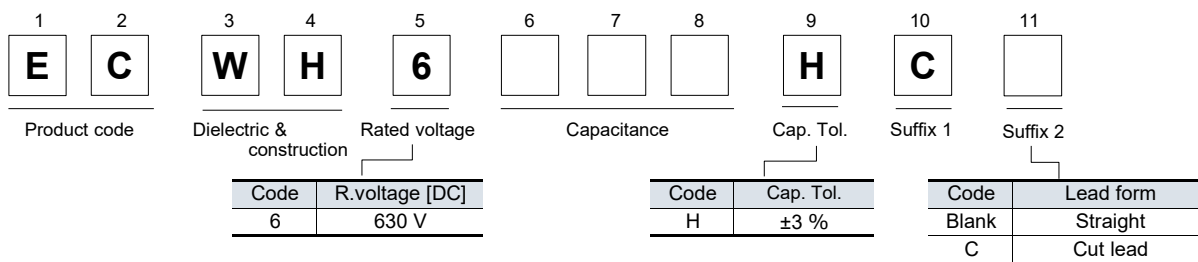 1 2 3 4 5 6 7 8 9 10 11
E C W H 6 H C
Product code Dielectric & construction Rated voltage Capacitance Cap. Tol. Suffix 1 Suffix 2
Code R.voltage [DC]
6 630 V
Code Cap. Tol.
H ±3 %
Code Lead form
Blank Straight
C Cut lead